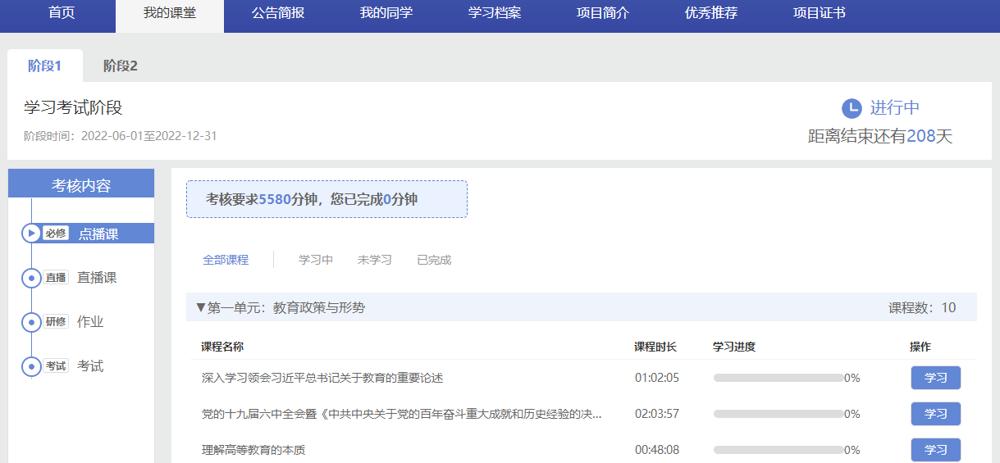 首页 我的课堂 公告简报 我的同学 学习档案 项目简介 优秀推荐 项目证书
阶段1 阶段2
学习考试阶段
阶段时间：2022-06-01至2022-12-31
进行中
距离结束还有208天
考核内容
必修 点播课
直播 直播课
研修 作业
考试 考试
考核要求5580分钟，您已完成0分钟
全部课程 学习中 未学习 已完成
▼第一单元：教育政策与形势 课程数：10
课程名称 课程时长 学习进度 操作
深入学习领会习近平总书记关于教育的重要论述 01:02:05 0% 学习
党的十九届六中全会暨《中共中央关于党的百年奋斗重大成就和历史经验的决... 02:03:57 0% 学习
理解高等教育的本质 00:48:08 0% 学习